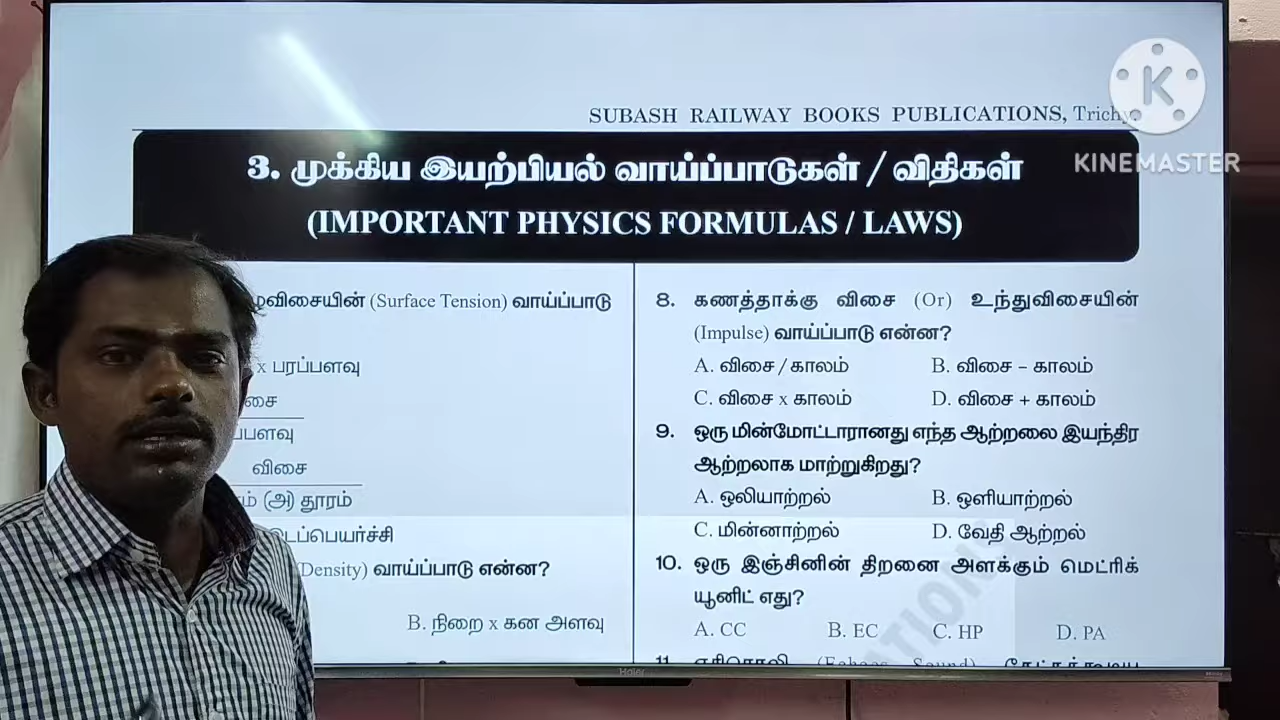 SUBASH RAILWAY BOOKS PUBLICATIONS, Trichy.
KINEMASTER
3. முக்கிய இயற்பியல் வாய்ப்பாடுகள் / விதிகள்
(IMPORTANT PHYSICS FORMULAS / LAWS)
(Surface Tension) வாய்ப்பாடு
x பரப்பளவு
விசை
(அ) தூரம்
(Density) வாய்ப்பாடு என்ன?
B. நிறை x கன அளவு
8. கணத்தாக்கு விசை (Or) உந்துவிசையின்
(Impulse) வாய்ப்பாடு என்ன?
A. விசை / காலம் B. விசை – காலம்
C. விசை x காலம் D. விசை + காலம்
9. ஒரு மின்மோட்டாரானது எந்த ஆற்றலை இயந்திர
ஆற்றலாக மாற்றுகிறது?
A. ஒலியாற்றல் B. ஒளியாற்றல்
C. மின்னாற்றல் D. வேதி ஆற்றல்
10. ஒரு இஞ்சினின் திறனை அளக்கும் மெட்ரிக்
யூனிட் எது?
A. CC B. EC C. HP D. PA
Haier